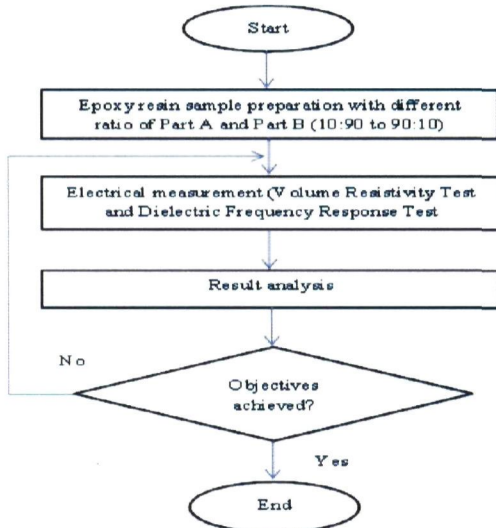 Start
Epoxy resin sample preparation with different
ratio of Part A and Part B (10:90 to 90:10)
Electrical measurement (Volume Resistivity Test
and Dielectric Frequency Response Test
Result analysis
No
Objectives
achieved?
Yes
End